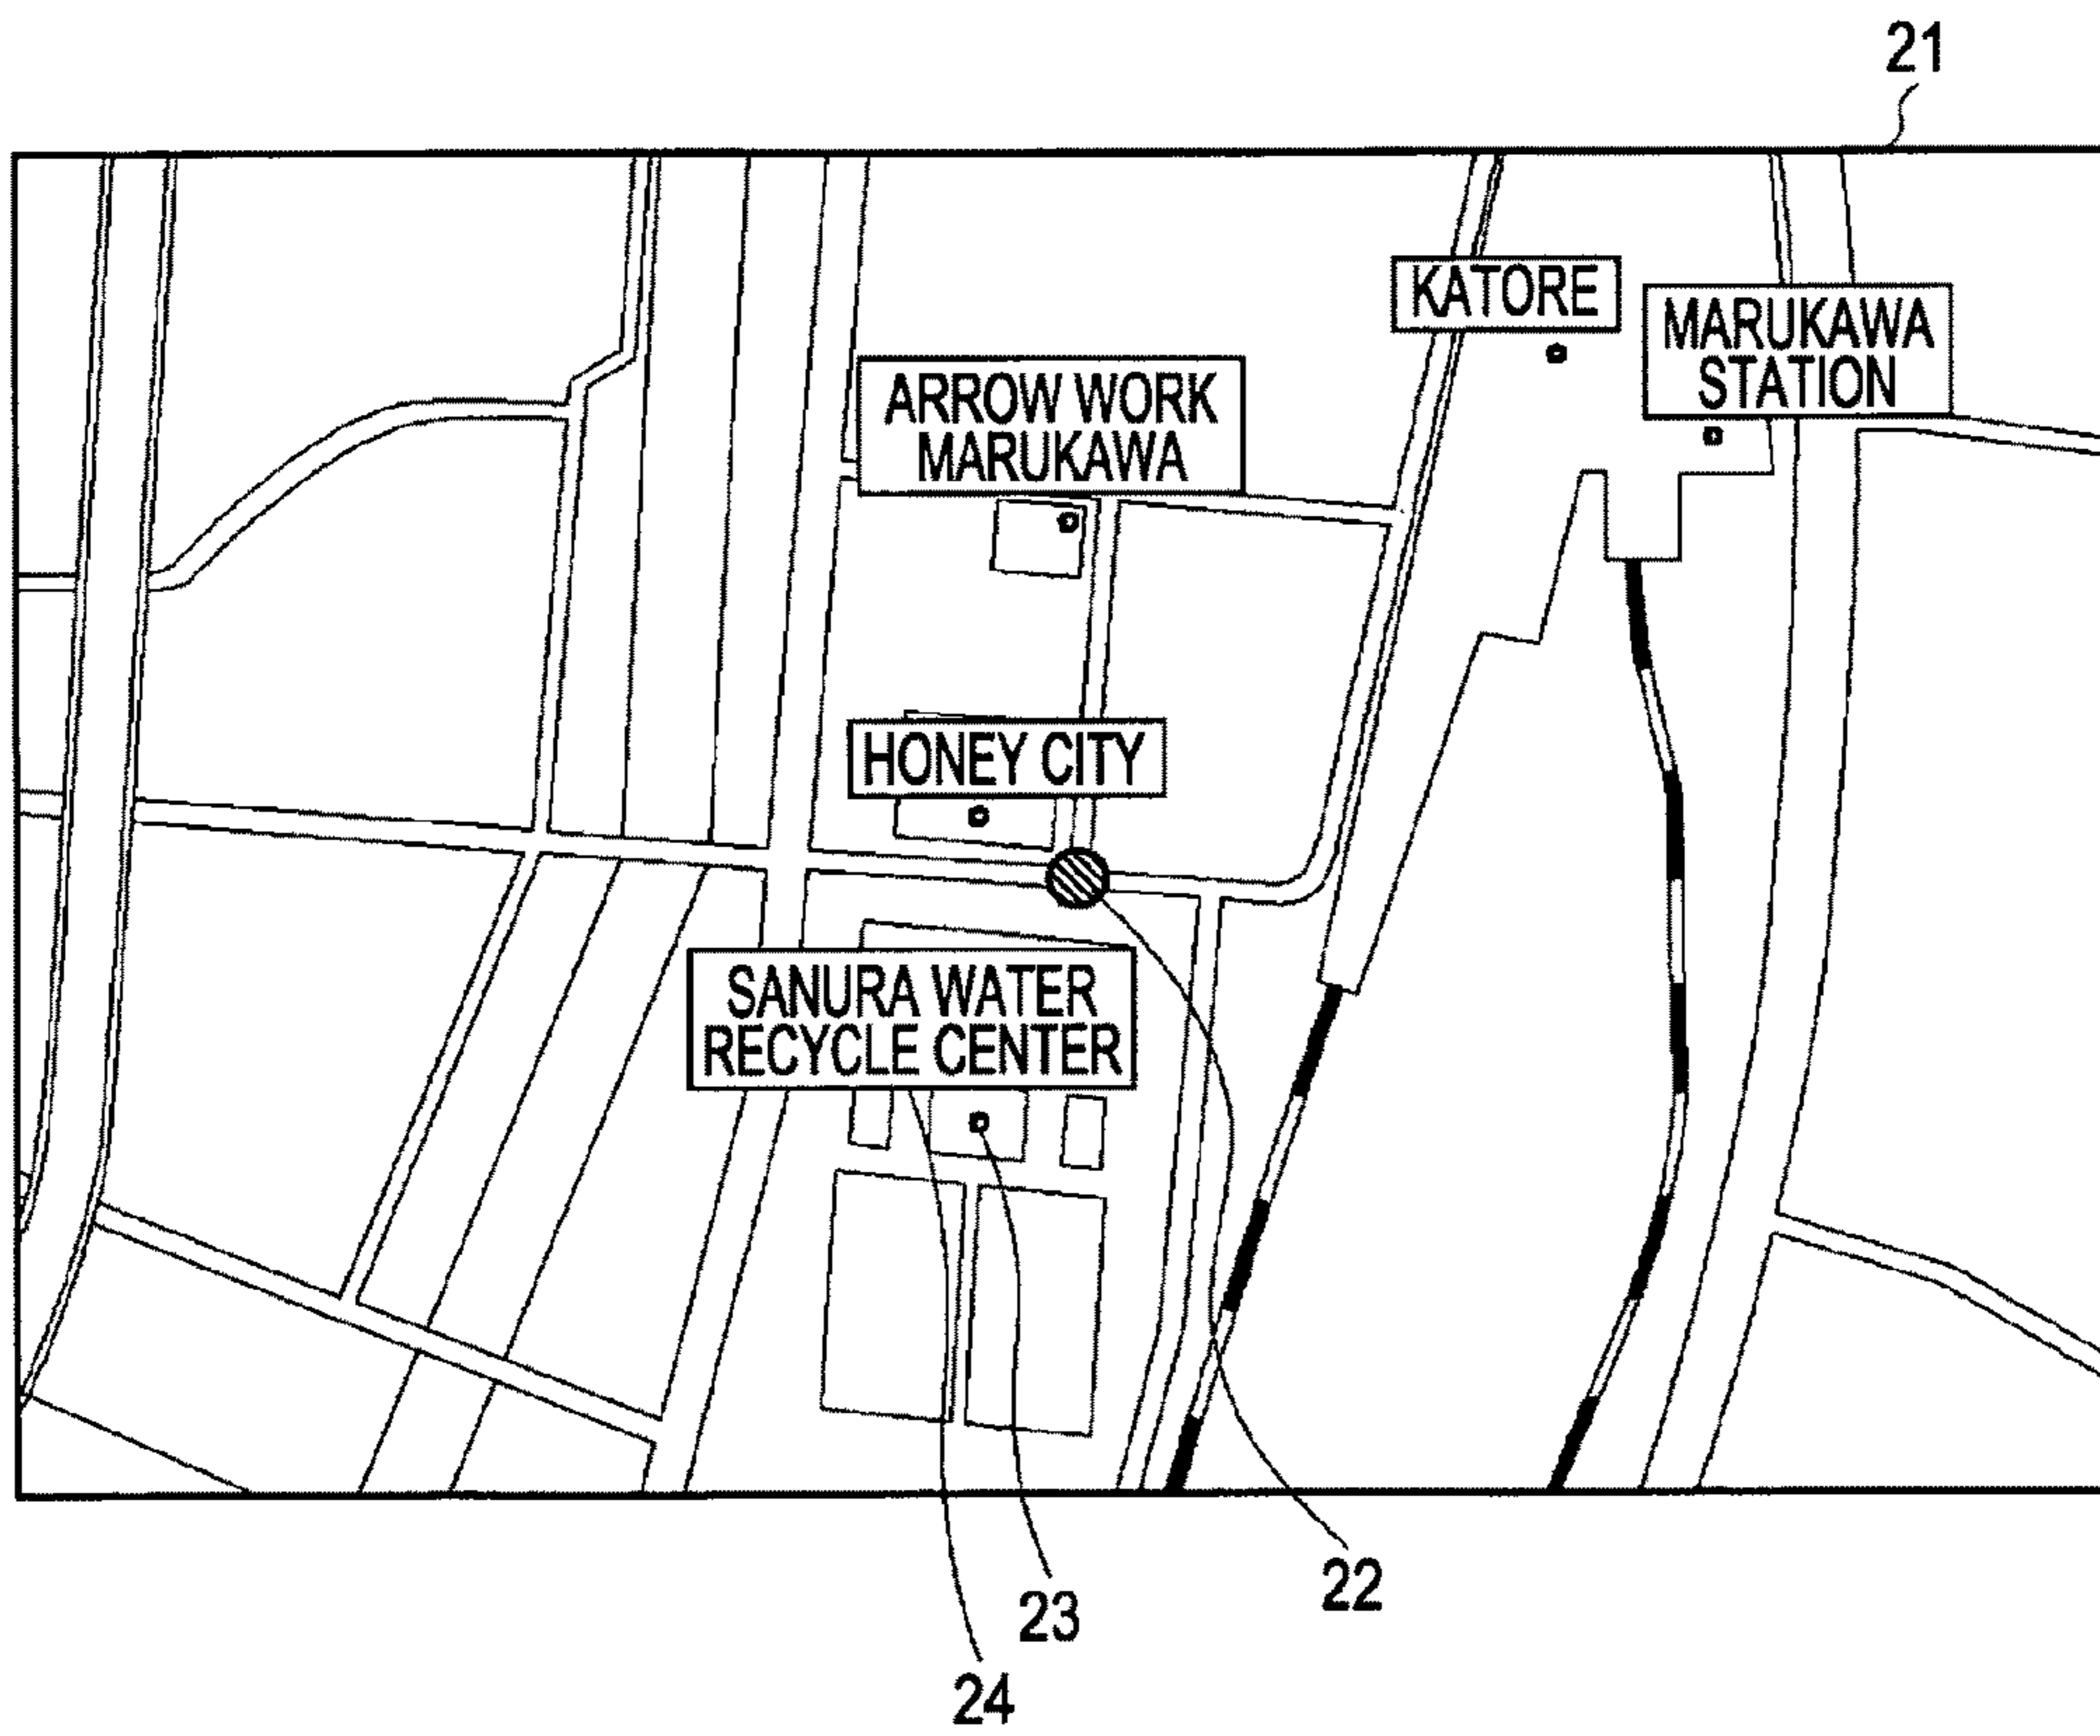 21
KATORE
MARUKAWA
STATION
ARROW WORK
MARUKAWA
HONEY CITY
SANURA WATER
RECYCLE CENTER
22
23
24